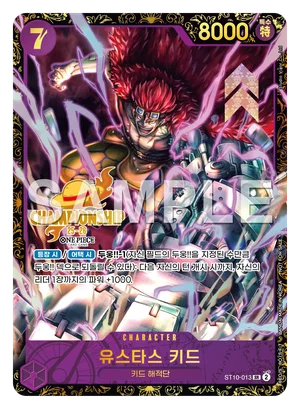 7
8000
특
SAMPLE
CHAMPIONSHIP
ONE PIECE
등장 시 / 어택 시 두웅!!-1(자신 필드의 두웅!!을 지정된 수만큼
두웅!! 덱으로 되돌릴 수 있다): 다음 자신의 턴 개시 시까지, 자신의
리더 1장까지의 파워 +1000.
CHARACTER
유스타스 키드
키드 해적단
ST10-013 SR 2